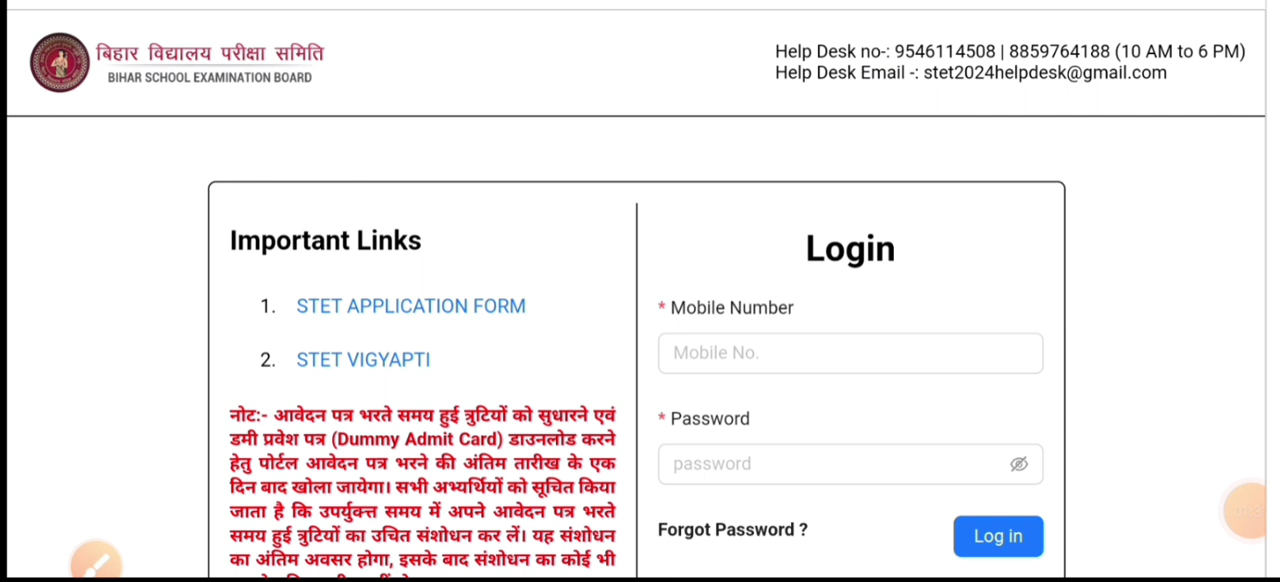 बिहार विद्यालय परीक्षा समिति
BIHAR SCHOOL EXAMINATION BOARD
Help Desk no-: 9546114508 | 8859764188 (10 AM to 6 PM)
Help Desk Email -: stet2024helpdesk@gmail.com
Important Links
1. STET APPLICATION FORM
2. STET VIGYAPTI
नोटः- आवेदन पत्र भरते समय हुई त्रुटियों को सुधारने एवं
डमी प्रवेश पत्र (Dummy Admit Card) डाउनलोड करने
हेतु पोर्टल आवेदन पत्र भरने की अंतिम तारीख के एक
दिन बाद खोला जायेगा। सभी अभ्यर्थियों को सूचित किया
जाता है कि उपर्युक्त समय में अपने आवेदन पत्र भरते
समय हुई त्रुटियों का उचित संशोधन कर लें। यह संशोधन
का अंतिम अवसर होगा, इसके बाद संशोधन का कोई भी
Login
* Mobile Number
Mobile No.
* Password
password
Forgot Password ?
Log in